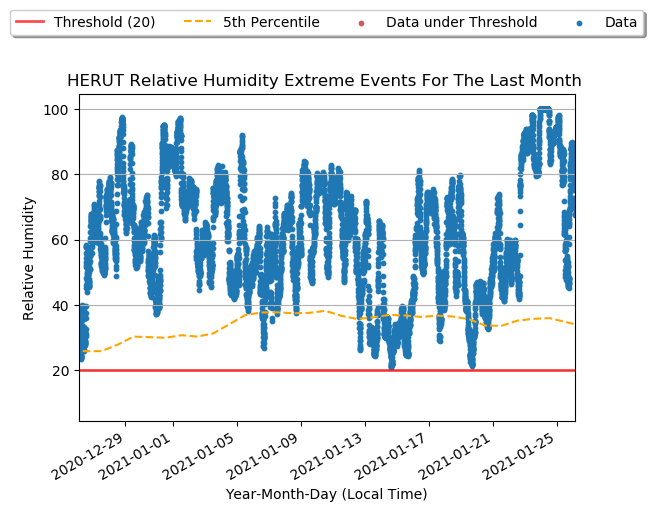 Threshold (20) 5th Percentile Data under Threshold Data
HERUT Relative Humidity Extreme Events For The Last Month
100
80
60
40
20
Relative Humidity
2020-12-29 2021-01-01 2021-01-05 2021-01-09 2021-01-13 2021-01-17 2021-01-21 2021-01-25
Year-Month-Day (Local Time)